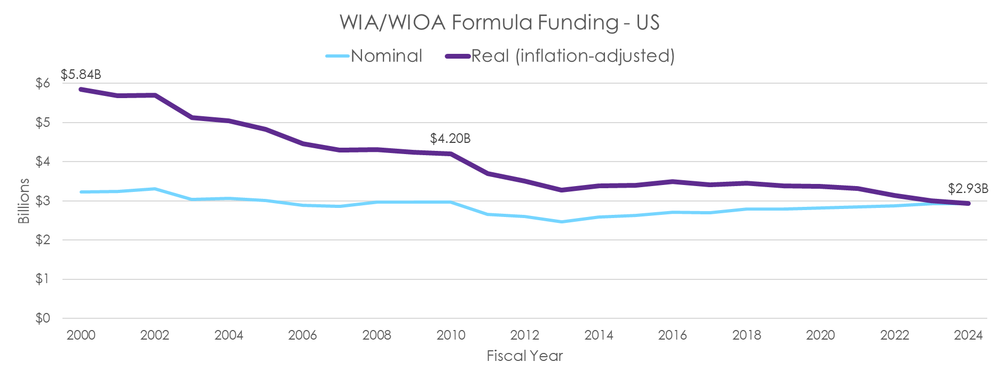 WIA/WIOA Formula Funding - US
Nominal
Real (inflation-adjusted)
$5.84B
$4.20B
$2.93B
$6
$5
$4
$3
$2
$1
$0
Billions
2000 2002 2004 2006 2008 2010 2012 2014 2016 2018 2020 2022 2024
Fiscal Year